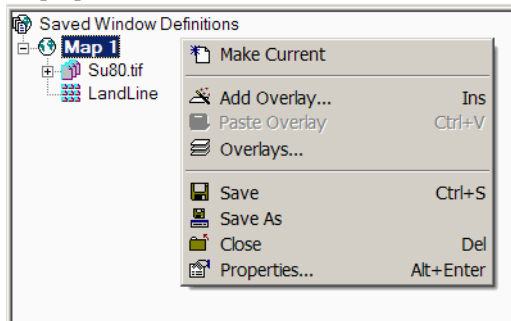 Saved Window Definitions
Map 1
Su80.tif
LandLine
Make Current
Add Overlay... Ins
Paste Overlay Ctrl+V
Overlays...
Save Ctrl+S
Save As
Close Del
Properties... Alt+Enter